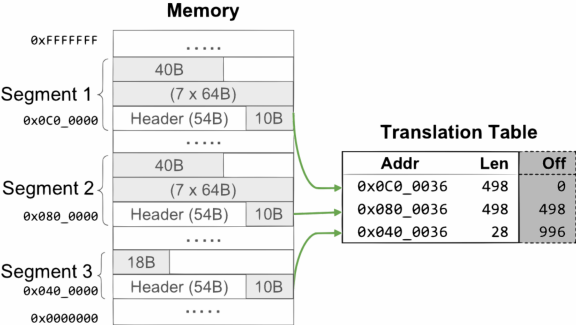 Memory
0xFFFFFFF
.....
40B
Segment 1
(7 x 64B)
0x0C0_0000
Header (54B)
10B
.....
40B
Segment 2
(7 x 64B)
0x080_0000
Header (54B)
10B
.....
Segment 3
18B
0x040_0000
Header (54B)
10B
0x0000000
.....
Translation Table
Addr Len Off
0x0C0_0036 498 0
0x080_0036 498 498
0x040_0036 28 996